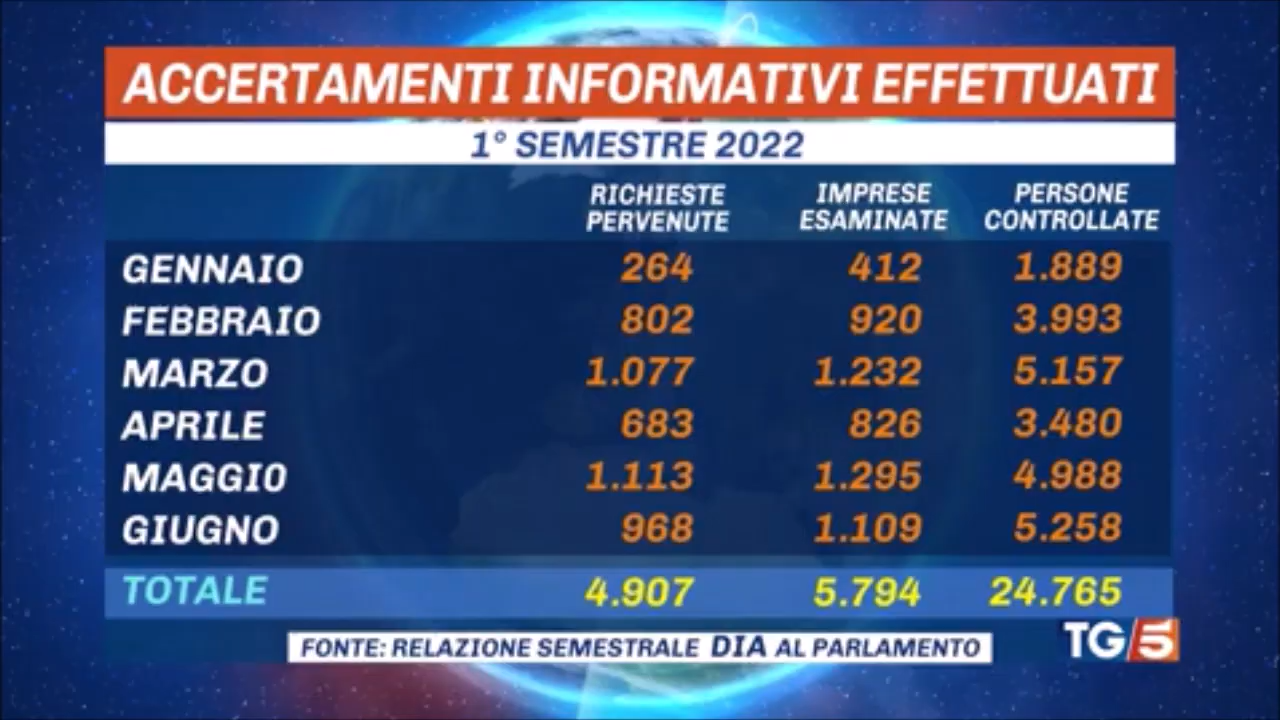 ACCERTAMENTI INFORMATIVI EFFETTUATI
1° SEMESTRE 2022
RICHIESTE PERVENUTE IMPRESE ESAMINATE PERSONE CONTROLLATE
GENNAIO 264 412 1.889
FEBBRAIO 802 920 3.993
MARZO 1.077 1.232 5.157
APRILE 683 826 3.480
MAGGIO 1.113 1.295 4.988
GIUGNO 968 1.109 5.258
TOTALE 4.907 5.794 24.765
FONTE: RELAZIONE SEMESTRALE DIA AL PARLAMENTO
TG/5